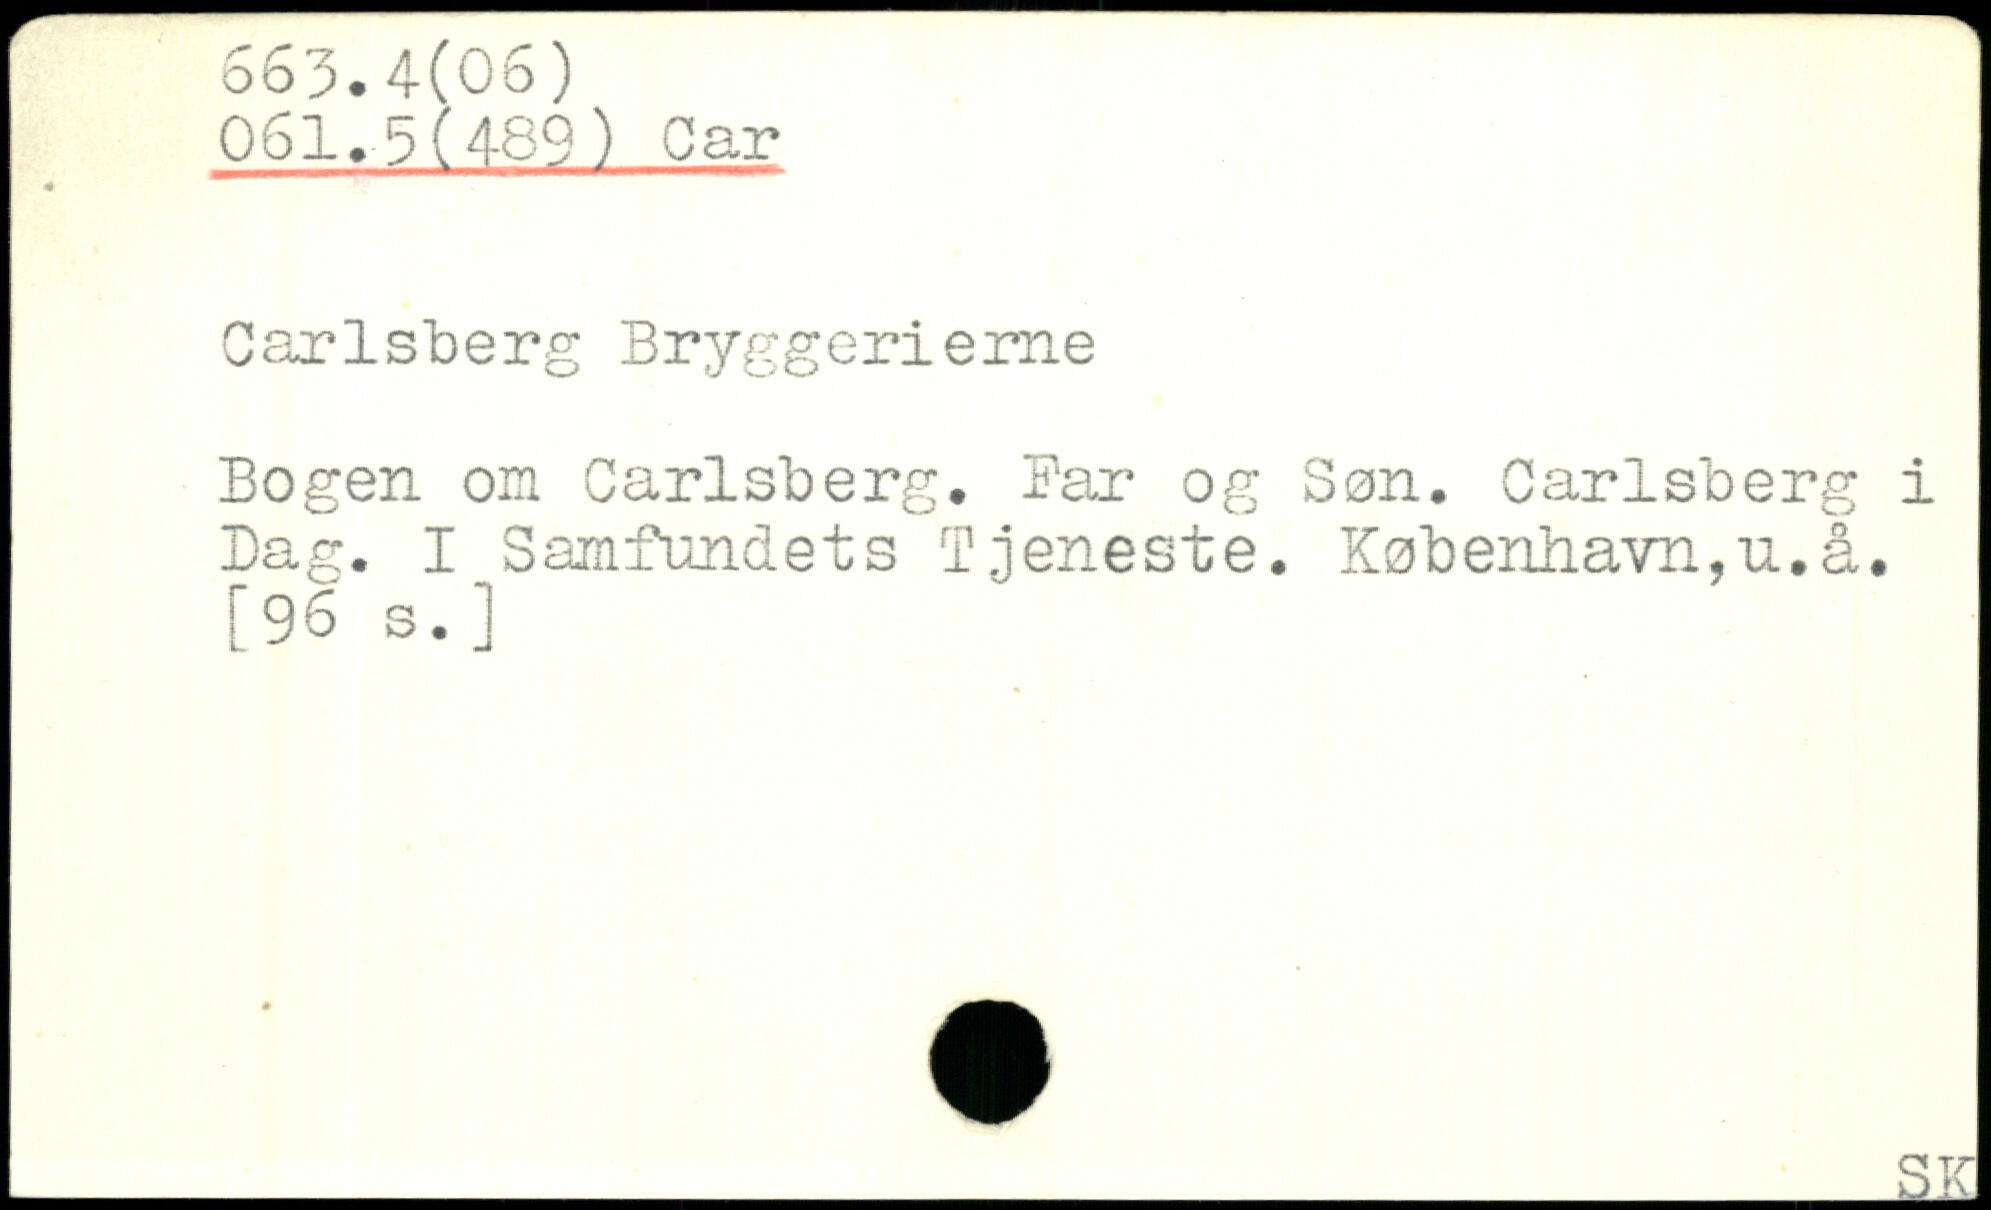 663.4(06)
061.5(489) Car
Carlsberg Bryggerierne
Bogen om Carlsberg. Far og Søn. Carlsberg i
Dag. I Samfundets Tjeneste. København,u.å.
[96 s.]
SK